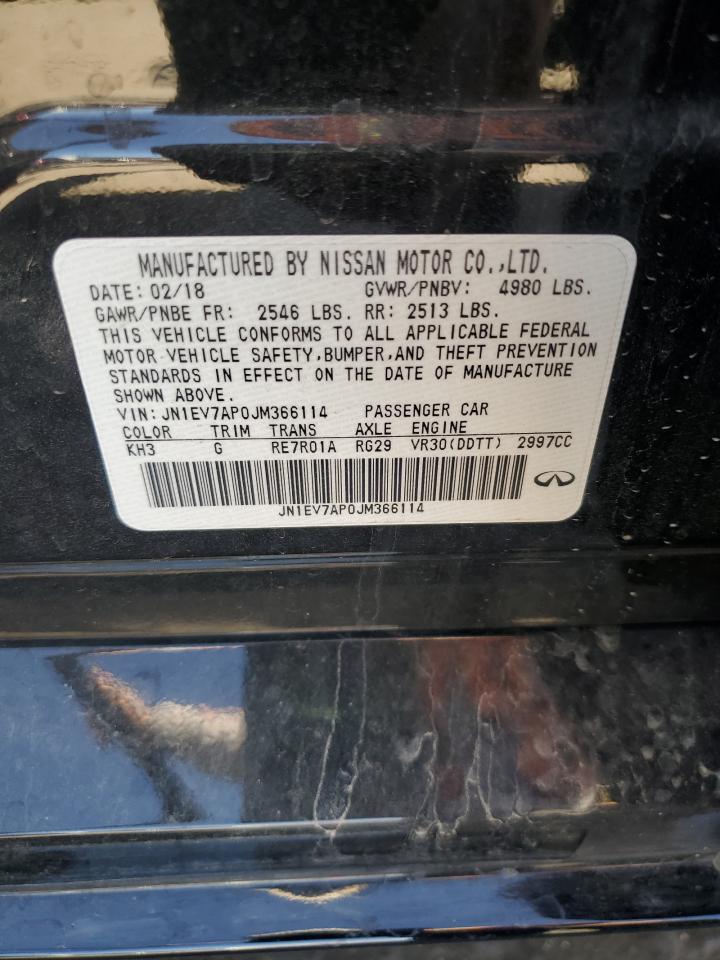 MANUFACTURED BY NISSAN MOTOR CO.,LTD.
DATE: 02/18 GVWR/PNBV: 4980 LBS.
GAWR/PNBE FR: 2546 LBS. RR: 2513 LBS.
THIS VEHICLE CONFORMS TO ALL APPLICABLE FEDERAL
MOTOR VEHICLE SAFETY,BUMPER,AND THEFT PREVENTION
STANDARDS IN EFFECT ON THE DATE OF MANUFACTURE
SHOWN ABOVE.
VIN: JN1EV7AP0JM366114 PASSENGER CAR
COLOR TRIM TRANS AXLE ENGINE
KH3 G RE7R01A RG29 VR30(DDTT) 2997CC
JN1EV7AP0JM366114